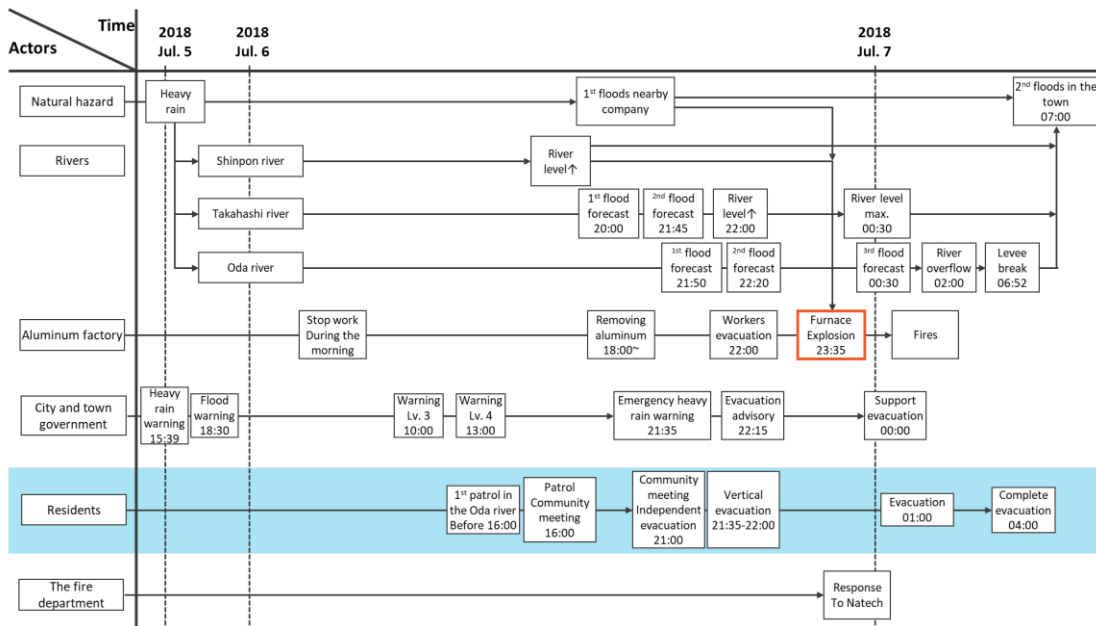 Time
Actors
2018
Jul. 5
2018
Jul. 6
2018
Jul. 7
Natural hazard
Heavy
rain
1st floods nearby
company
2nd floods in the
town
07:00
Rivers
Shinpon river
River
level↑
Takahashi river
1st flood
forecast
20:00
2nd flood
forecast
21:45
River
level↑
22:00
River level
max.
00:30
Oda river
1st flood
forecast
21:50
2nd flood
forecast
22:20
3rd flood
forecast
00:30
River
overflow
02:00
Levee
break
06:52
Aluminum factory
Stop work
During the
morning
Removing
aluminum
18:00~
Workers
evacuation
22:00
Furnace
Explosion
23:35
Fires
City and town
government
Heavy
rain
warning
15:39
Flood
warning
18:30
Warning
Lv. 3
10:00
Warning
Lv. 4
13:00
Emergency heavy
rain warning
21:35
Evacuation
advisory
22:15
Support
evacuation
00:00
Residents
1st patrol in
the Oda river
Before 16:00
Patrol
Community
meeting
16:00
Community
meeting
Independent
evacuation
21:00
Vertical
evacuation
21:35-22:00
Evacuation
01:00
Complete
evacuation
04:00
The fire
department
Response
To Natech